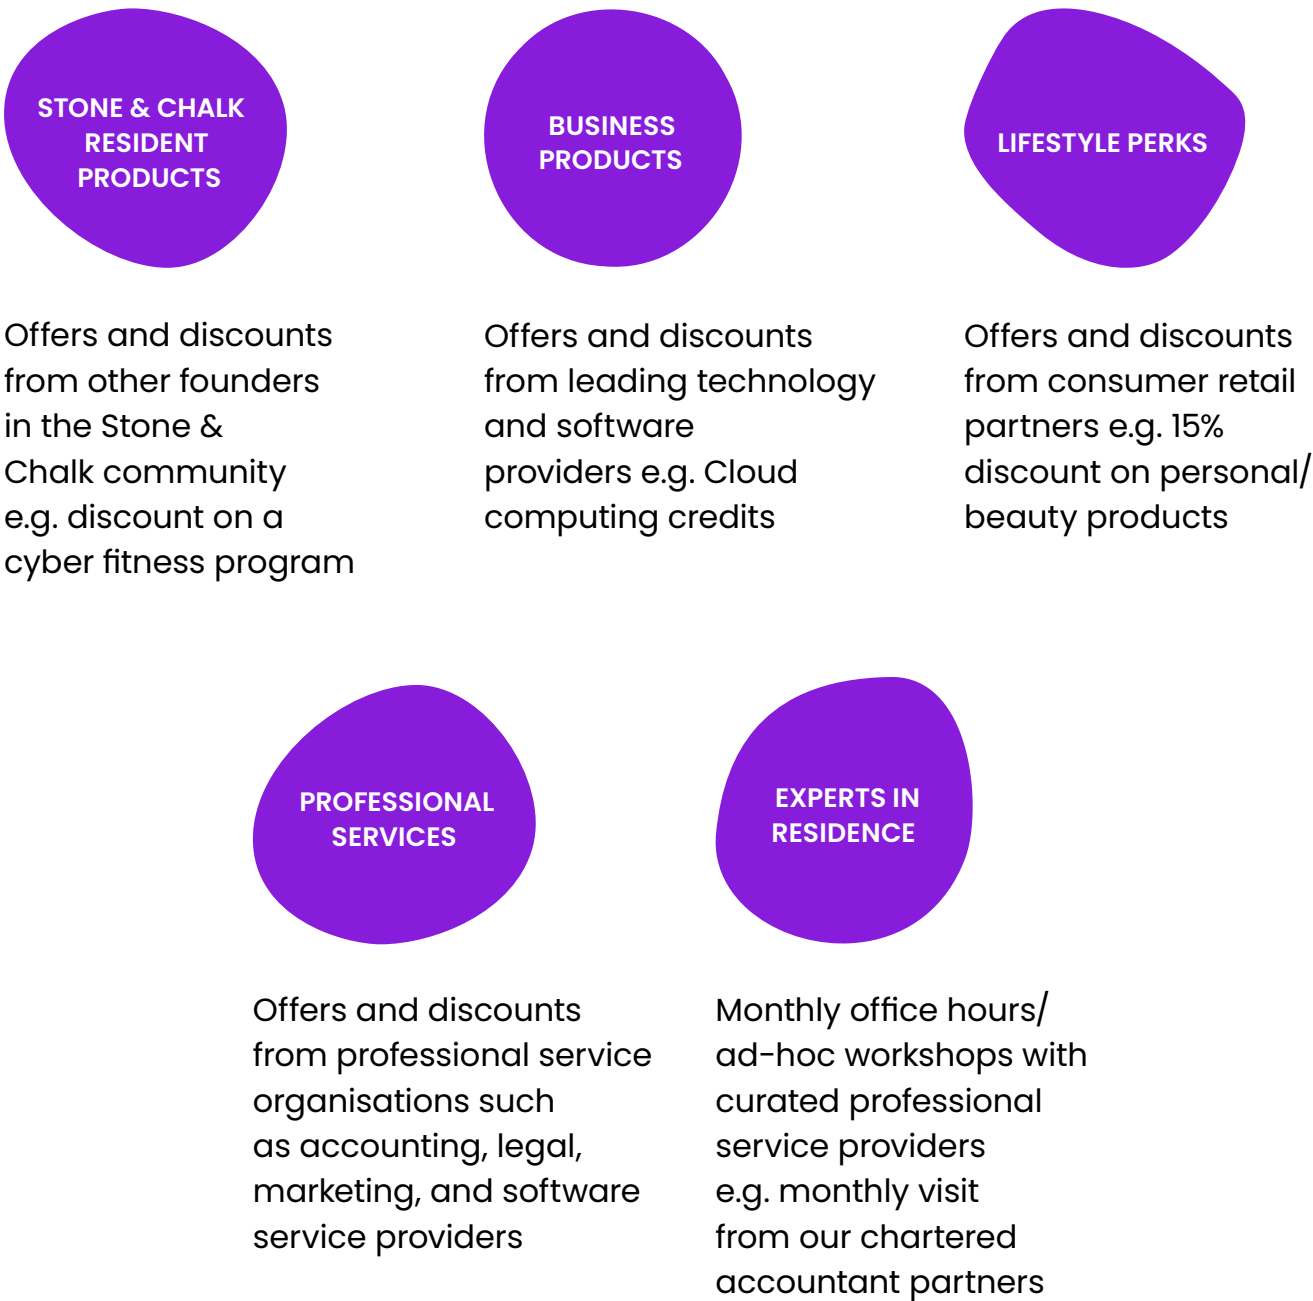 STONE & CHALK
RESIDENT
PRODUCTS
Offers and discounts
from other founders
in the Stone &
Chalk community
e.g. discount on a
cyber fitness program
BUSINESS
PRODUCTS
Offers and discounts
from leading technology
and software
providers e.g. Cloud
computing credits
LIFESTYLE PERKS
Offers and discounts
from consumer retail
partners e.g. 15%
discount on personal/
beauty products
PROFESSIONAL
SERVICES
Offers and discounts
from professional service
organisations such
as accounting, legal,
marketing, and software
service providers
EXPERTS IN
RESIDENCE
Monthly office hours/
ad-hoc workshops with
curated professional
service providers
e.g. monthly visit
from our chartered
accountant partners